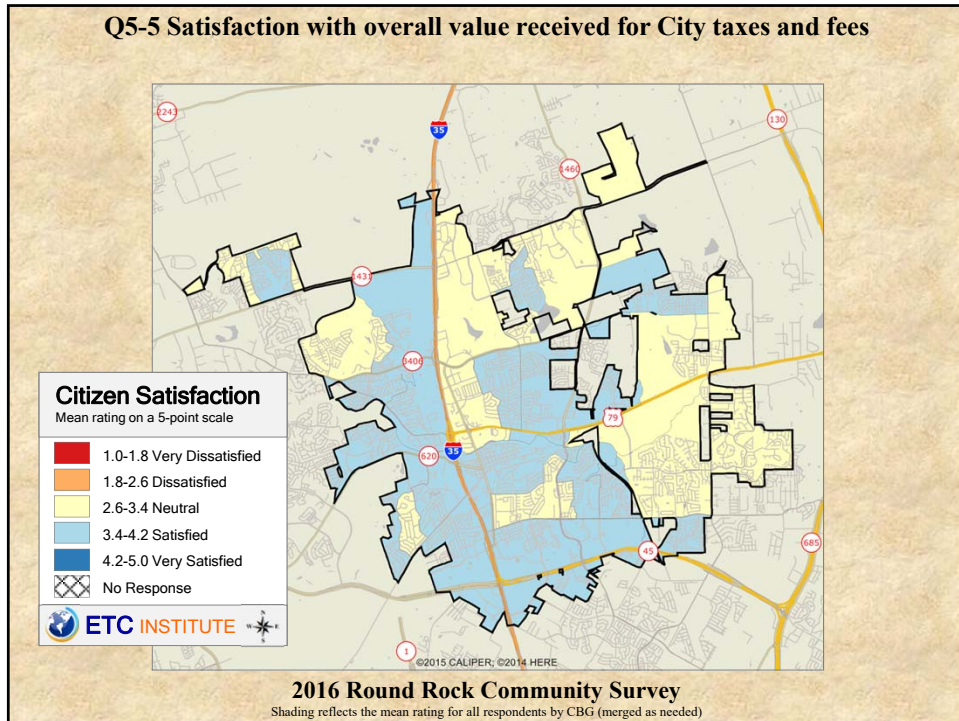 Q5-5 Satisfaction with overall value received for City taxes and fees
2243
35
130
1460
1431
3406
79
620
35
45
685
1
Citizen Satisfaction
Mean rating on a 5-point scale
1.0-1.8 Very Dissatisfied
1.8-2.6 Dissatisfied
2.6-3.4 Neutral
3.4-4.2 Satisfied
4.2-5.0 Very Satisfied
No Response
ETC INSTITUTE
N
W E
S
©2015 CALIPER; ©2014 HERE
2016 Round Rock Community Survey
Shading reflects the mean rating for all respondents by CBG (merged as needed)